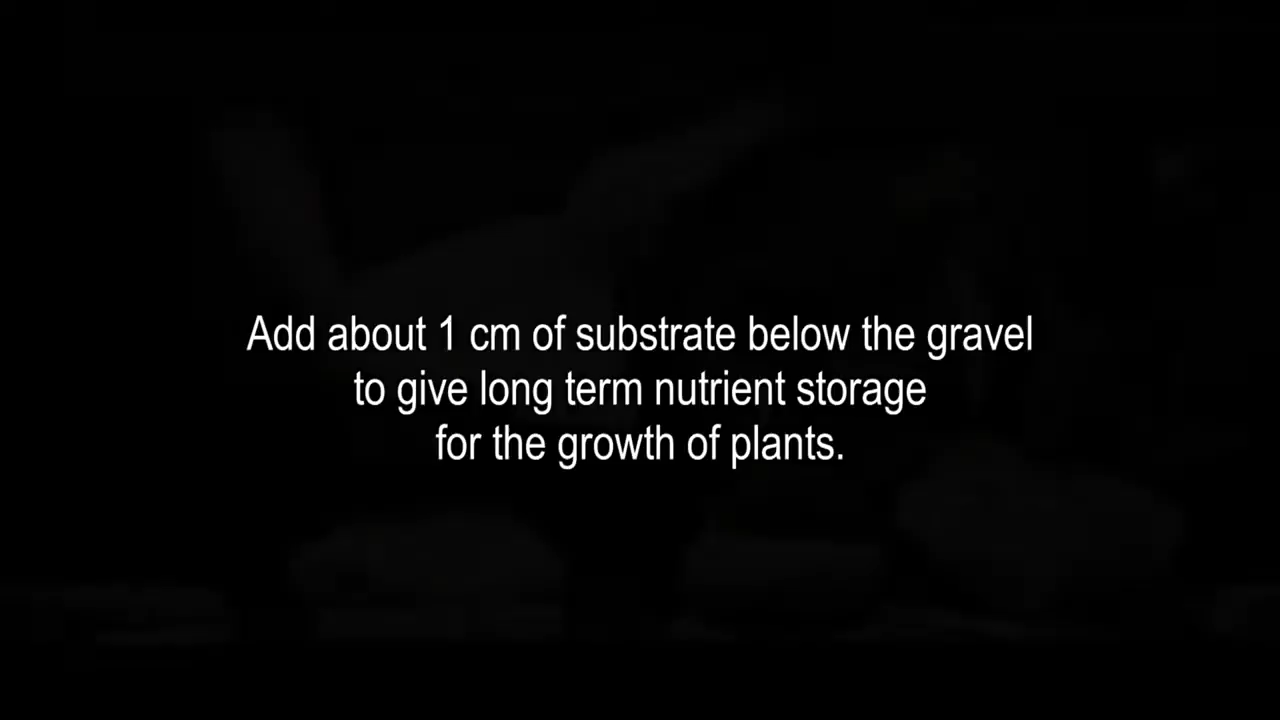 Add about 1 cm of substrate below the gravel
to give long term nutrient storage
for the growth of plants.